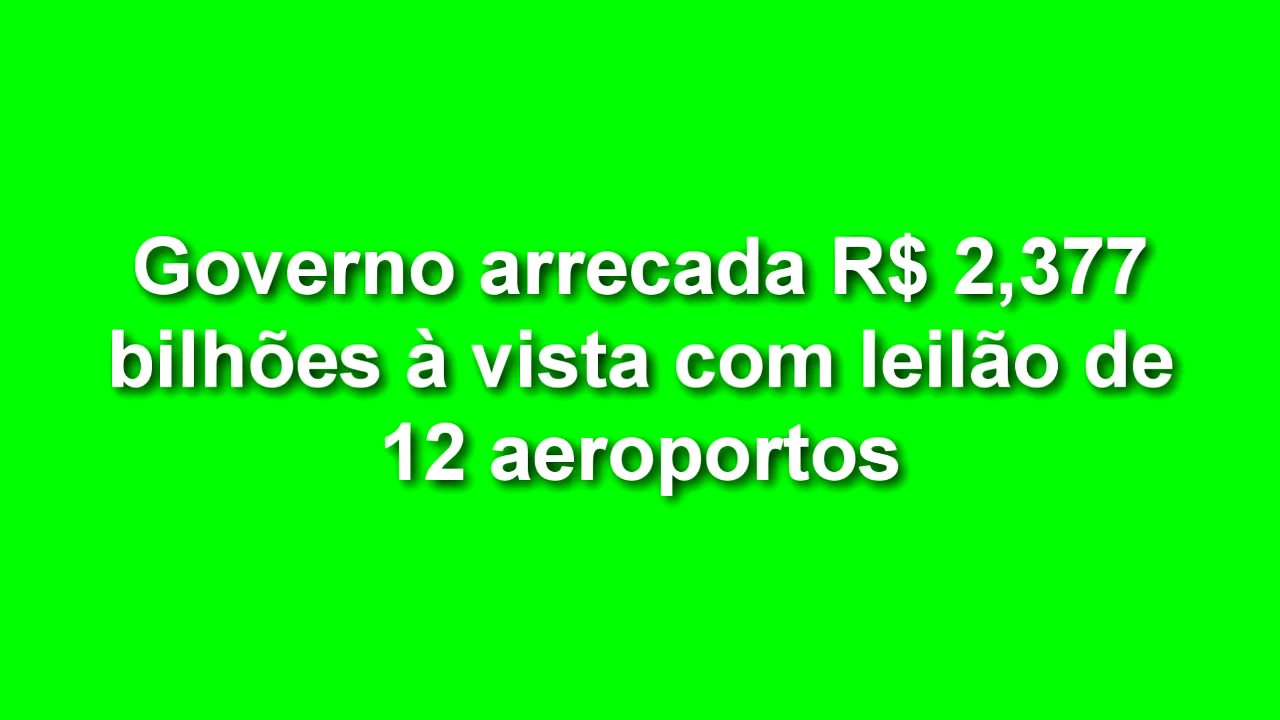 Governo arrecada R$ 2,377
bilhões à vista com leilão de
12 aeroportos